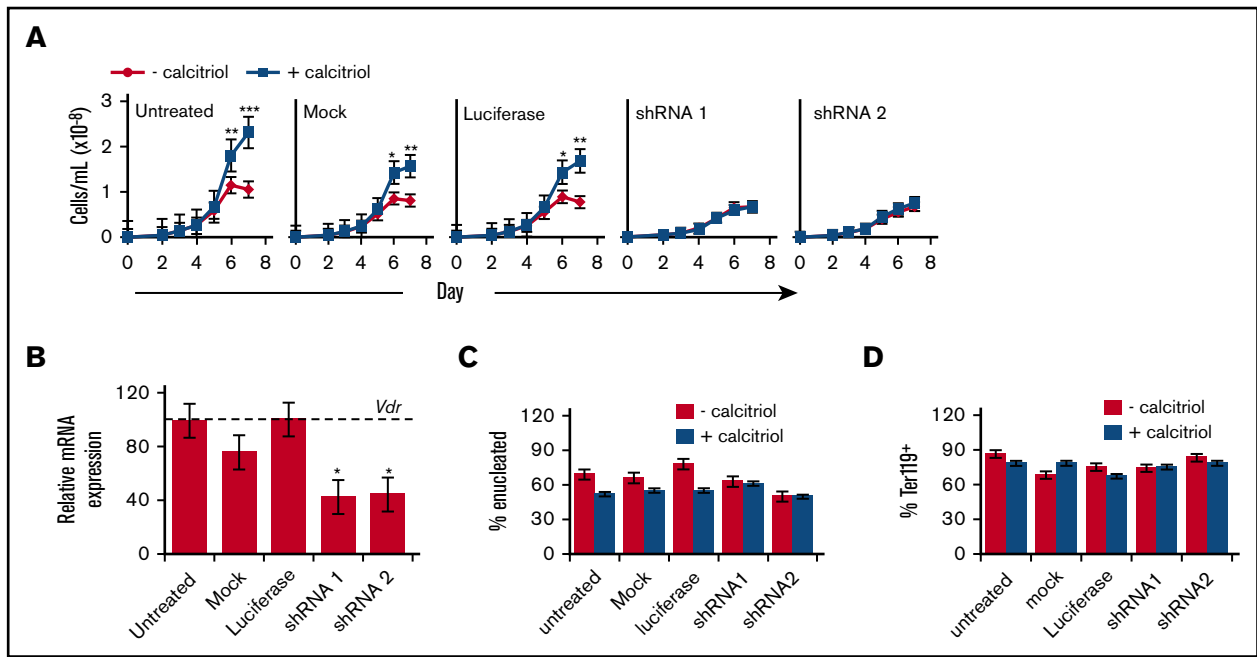 A
- calcitriol + calcitriol
Untreated Mock Luciferase shRNA 1 shRNA 2
Cells/mL (x10-8)
3
2
1
0
** ***
* **
* **
0 2 4 6 8 0 2 4 6 8 0 2 4 6 8 0 2 4 6 8 0 2 4 6 8
Day
B
Relative mRNA
expression
120
80
40
0
Vdr
* *
Untreated Mock Luciferase shRNA 1 shRNA 2
C
- calcitriol
+ calcitriol
% enucleated
120
90
60
30
0
untreated Mock luciferase shRNA1 shRNA2
D
- calcitriol
+ calcitriol
% Ter119+
120
90
60
30
0
untreated mock Luciferase shRNA1 shRNA2